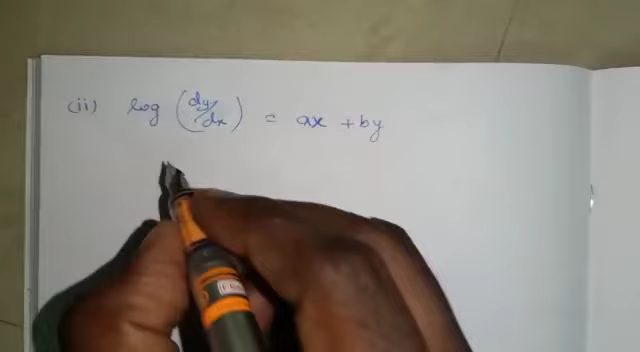 (ii) log (dy/dx) = ax + by